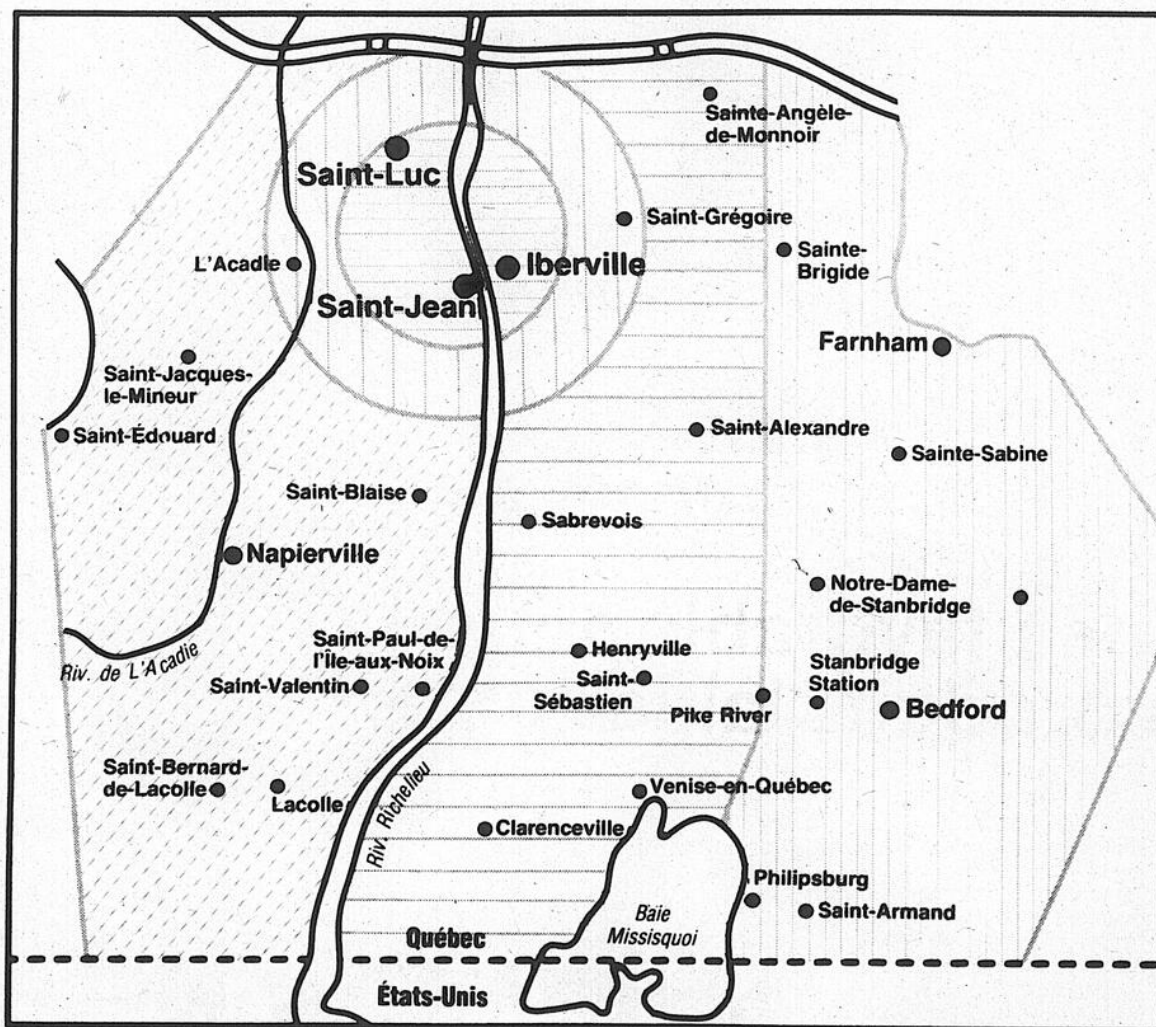 Sainte-Angèle-
de-Monnoir
Saint-Luc
Saint-Grégoire
Sainte-
Brigide
L'Acadie
Iberville
Saint-Jean
Farnham
Saint-Jacques-
le-Mineur
Saint-Édouard
Saint-Alexandre
Sainte-Sabine
Saint-Blaise
Sabrevois
Napierville
Notre-Dame-
de-Stanbridge
Riv. de L'Acadie
Saint-Paul-de-
l'Île-aux-Noix
Henryville
Saint-Valentin
Saint-
Sébastien
Stanbridge
Station
Pike River
Bedford
Saint-Bernard-
de-Lacolle
Lacolle
Riv. Richelieu
Venise-en-Québec
Clarenceville
Philipsburg
Saint-Armand
Baie
Missisquoi
Québec
États-Unis